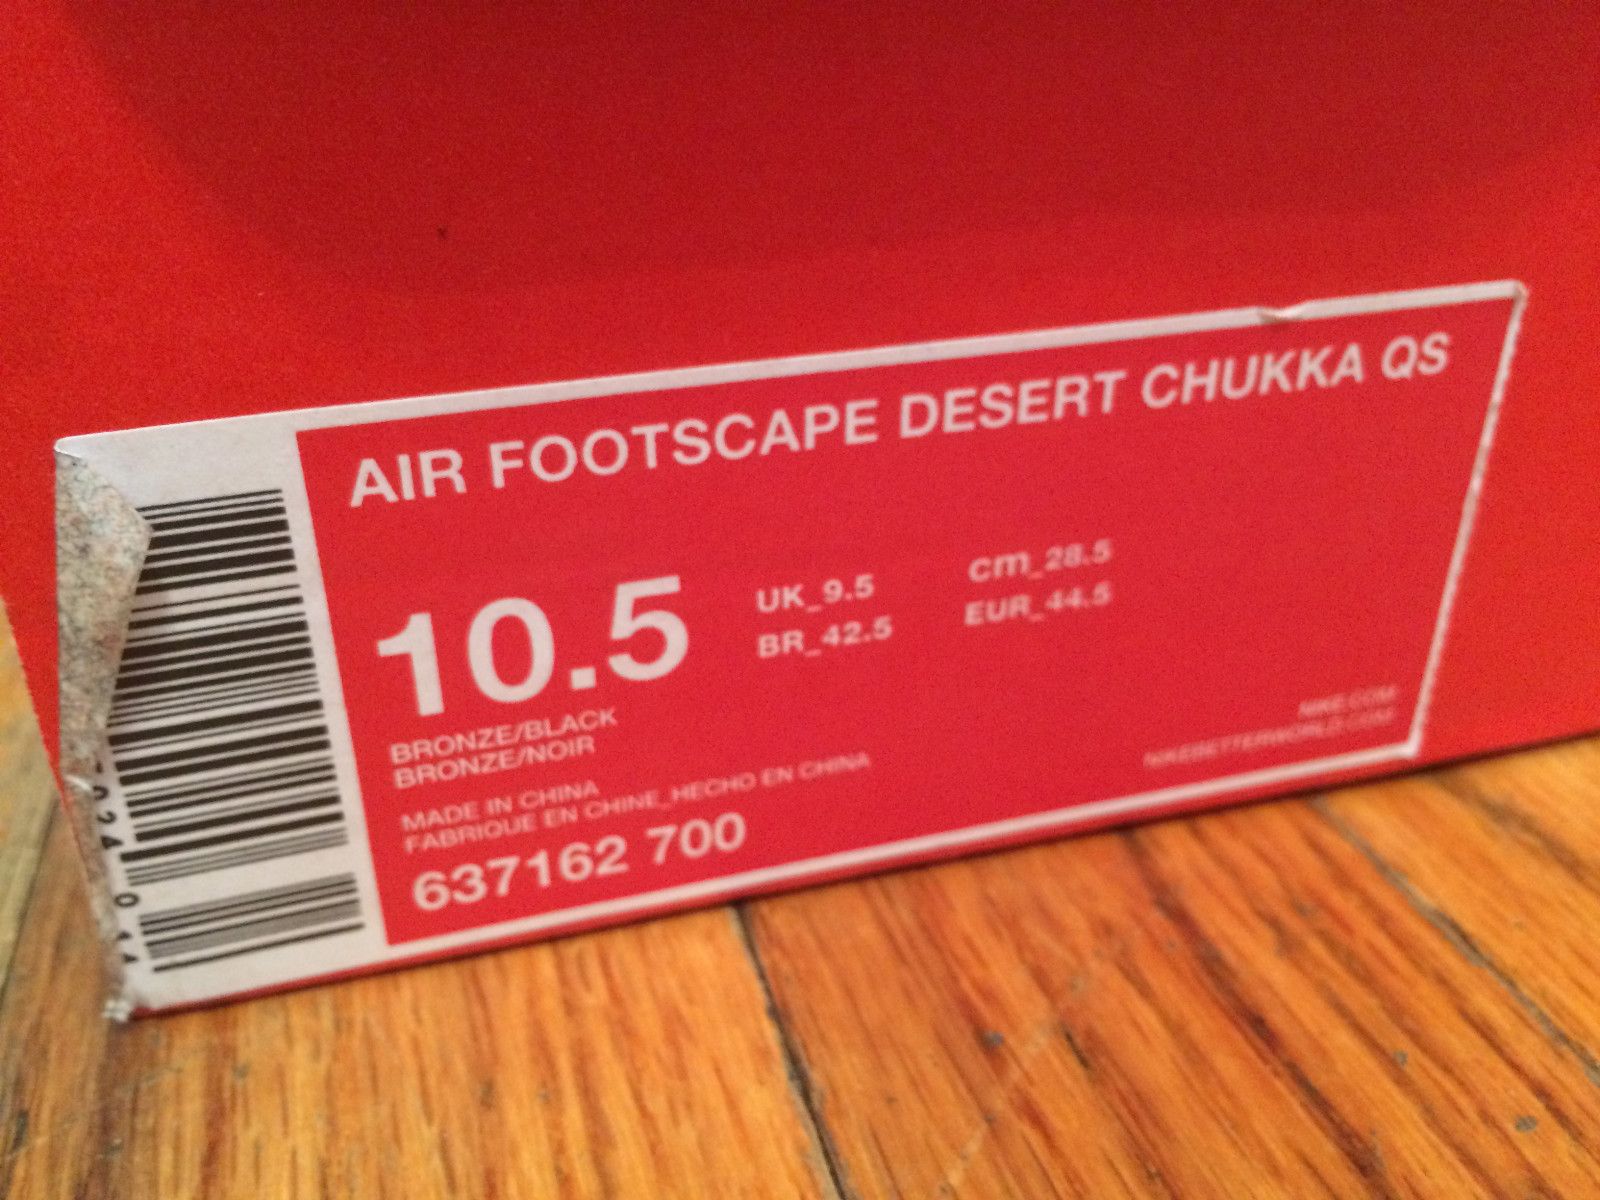 AIR FOOTSCAPE DESERT CHUKKA QS
10.5
UK_9.5
cm_28.5
BR_42.5
EUR_44.5
BRONZE/BLACK
BRONZE/NOIR
MADE IN CHINA
FABRIQUE EN CHINE_HECHO EN CHINA
637162 700
NIKE.COM
NIKEBETTERWORLD.COM